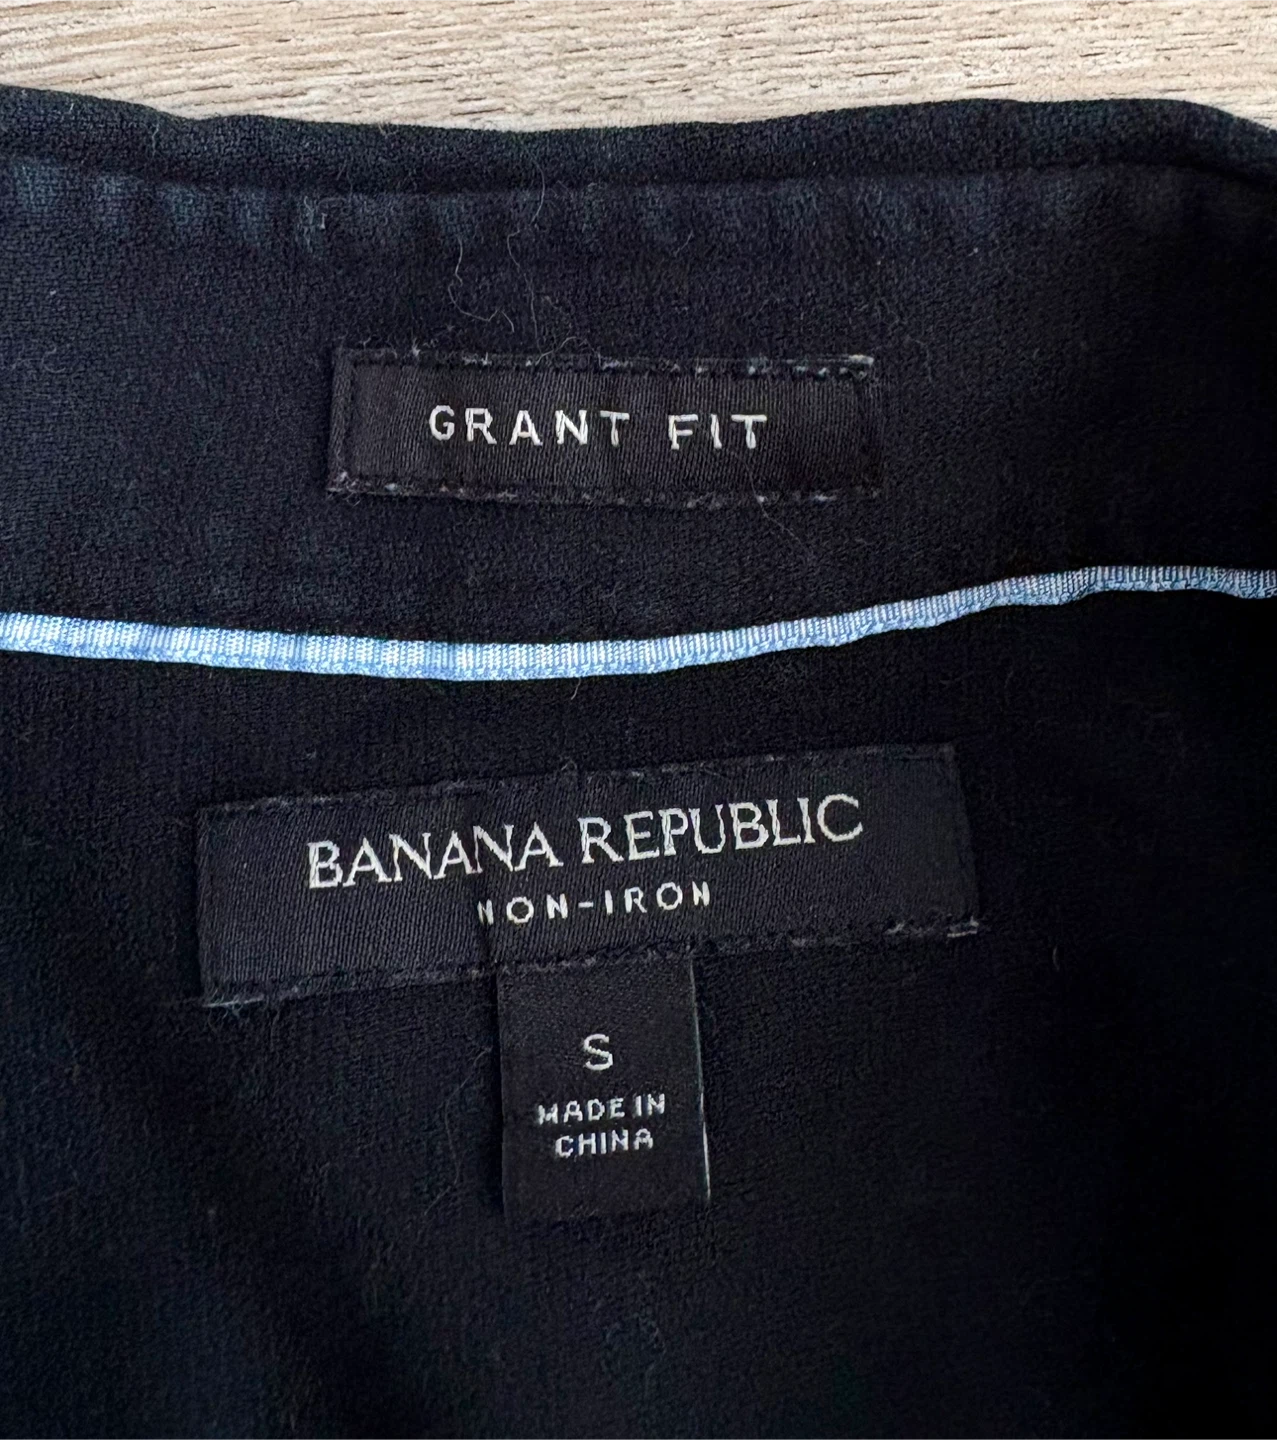 GRANT FIT
BANANA REPUBLIC
NON-IRON
S
MADE IN
CHINA